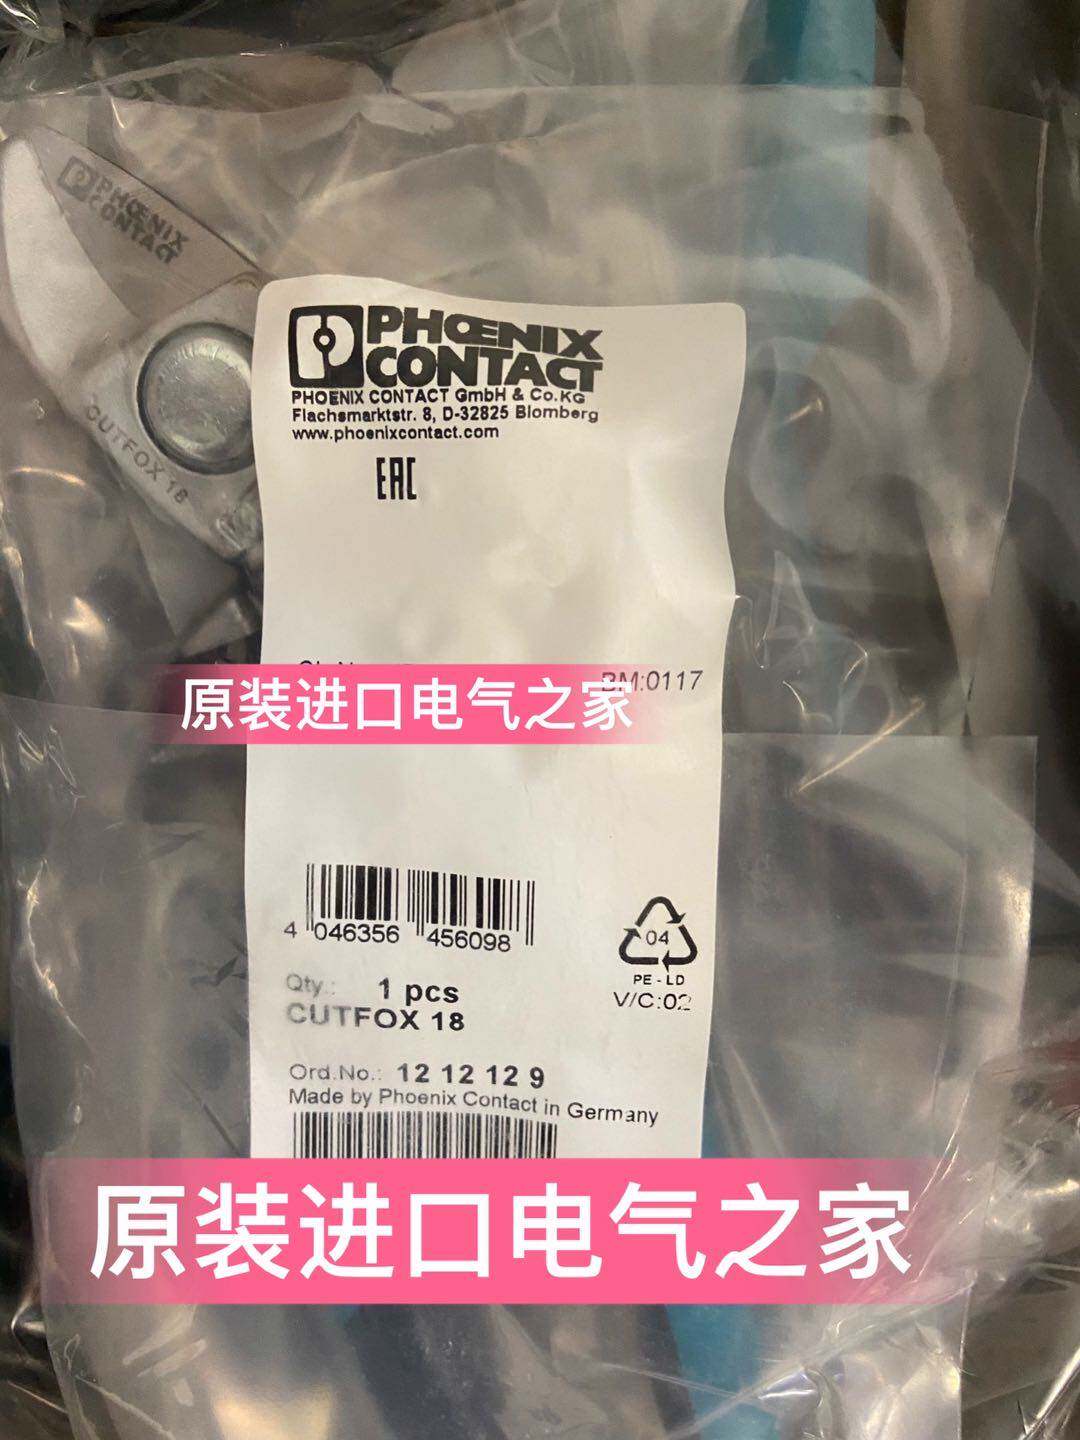 PHŒNIX
CONTACT
CUTFOX 18
PHŒNIX
CONTACT
PHOENIX CONTACT GmbH & Co.KG
Flachsmarktstr. 8, D-32825 Blomberg
www.phoenixcontact.com
EAC
BM:0117
原装进口电气之家
4 046356 456098
04
PE-LD
V/C:02
Qty.: 1 pcs
CUTFOX 18
Ord.No.: 12 12 12 9
Made by Phoenix Contact in Germany
原装进口电气之家